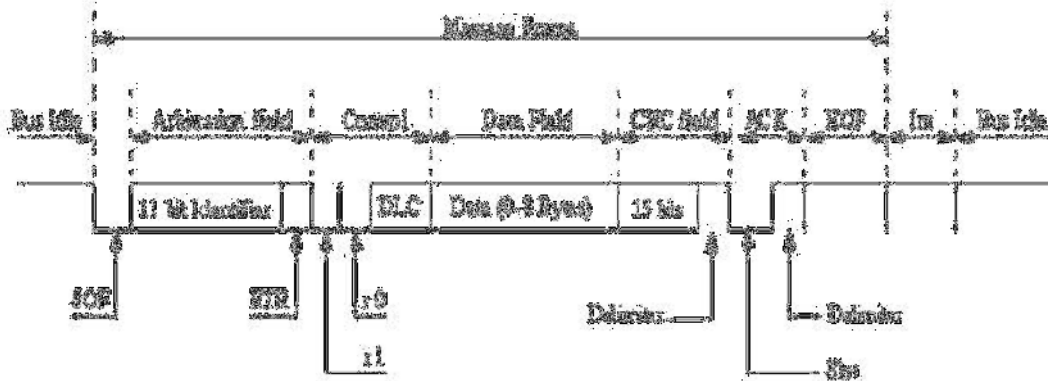 Message Frame
Bus Idle Arbitration field Control Data Field CRC field ACK EOF Int Bus Idle
11 bit Identifier DLC Data (0-8 Bytes) 15 bits
SOF RTR r0 Delimiter Delimiter
r1 Slot